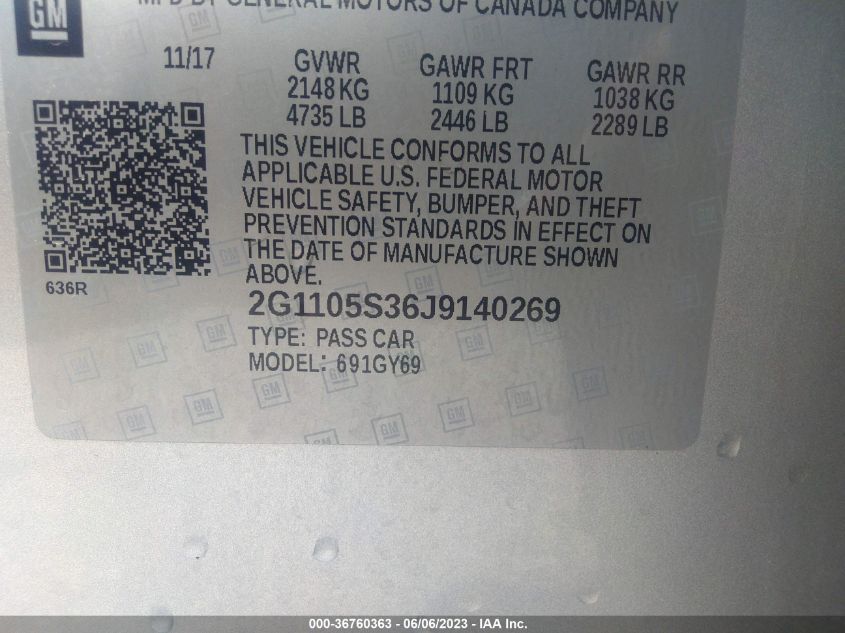 GM
MFD BY GENERAL MOTORS OF CANADA COMPANY
11/17
GVWR GAWR FRT GAWR RR
2148 KG 1109 KG 1038 KG
4735 LB 2446 LB 2289 LB
THIS VEHICLE CONFORMS TO ALL
APPLICABLE U.S. FEDERAL MOTOR
VEHICLE SAFETY, BUMPER, AND THEFT
PREVENTION STANDARDS IN EFFECT ON
THE DATE OF MANUFACTURE SHOWN
ABOVE.
636R
2G1105S36J9140269
TYPE: PASS CAR
MODEL: 691GY69
000-36760363 - 06/06/2023 - IAA Inc.